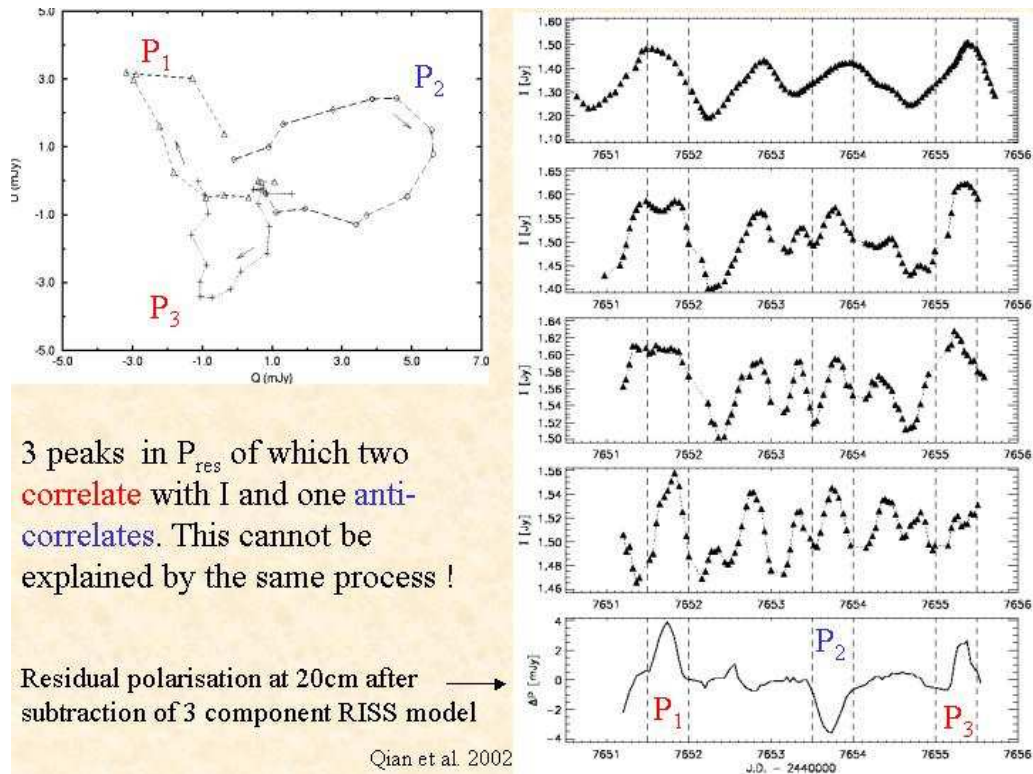 5.0
3.0
1.0
-1.0
-3.0
-5.0
U (mJy)
-5.0 -3.0 -1.0 1.0 3.0 5.0 7.0
Q (mJy)
P1
P2
P3
3 peaks in Pres of which two
correlate with I and one anti-
correlates. This cannot be
explained by the same process !
Residual polarisation at 20cm after
subtraction of 3 component RISS model
Qian et al. 2002
1.60
1.50
1.40
1.30
1.20
1.10
I [Jy]
7651 7652 7653 7654 7655 7656
1.65
1.60
1.55
1.50
1.45
1.40
I [Jy]
7651 7652 7653 7654 7655 7656
1.64
1.62
1.60
1.58
1.56
1.54
1.52
1.50
I [Jy]
7651 7652 7653 7654 7655 7656
1.56
1.54
1.52
1.50
1.48
1.46
I [Jy]
7651 7652 7653 7654 7655 7656
4
2
0
-2
-4
ΔP [mJy]
P1
P2
P3
7651 7652 7653 7654 7655 7656
J.D. - 2440000